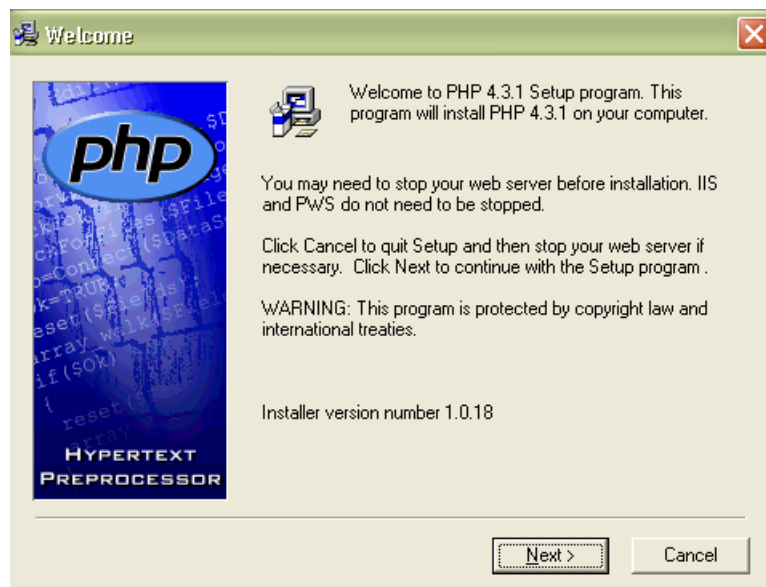 Welcome
Welcome to PHP 4.3.1 Setup program. This
program will install PHP 4.3.1 on your computer.
You may need to stop your web server before installation. IIS
and PWS do not need to be stopped.
Click Cancel to quit Setup and then stop your web server if
necessary. Click Next to continue with the Setup program .
WARNING: This program is protected by copyright law and
international treaties.
Installer version number 1.0.18
php
if($Ok)
{
reset($
HYPERTEXT
PREPROCESSOR
Next >
Cancel